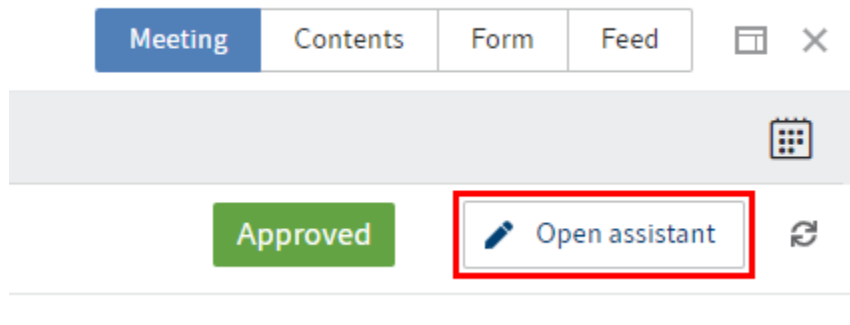 Meeting Contents Form Feed
Approved Open assistant